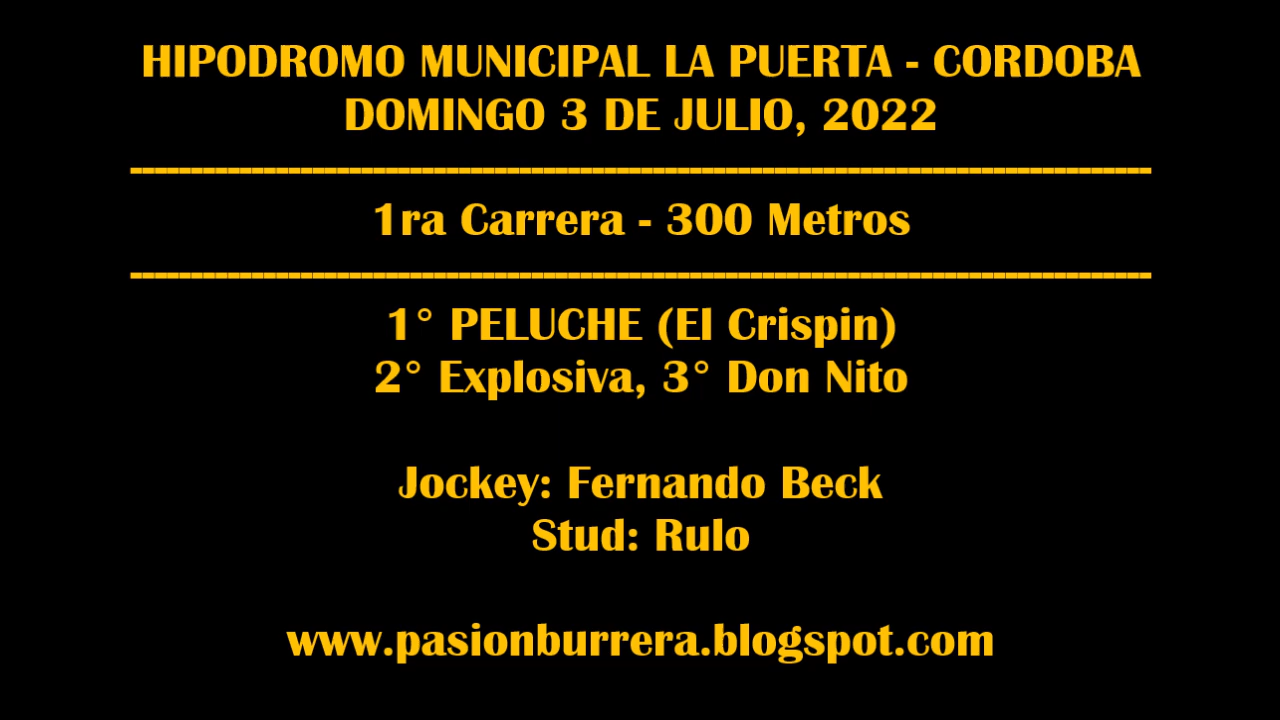 HIPODROMO MUNICIPAL LA PUERTA - CORDOBA
DOMINGO 3 DE JULIO, 2022
------------------------------------------------------------------------------------
1ra Carrera - 300 Metros
------------------------------------------------------------------------------------
1° PELUCHE (El Crispin)
2° Explosiva, 3° Don Nito
Jockey: Fernando Beck
Stud: Rulo
www.pasionburrera.blogspot.com